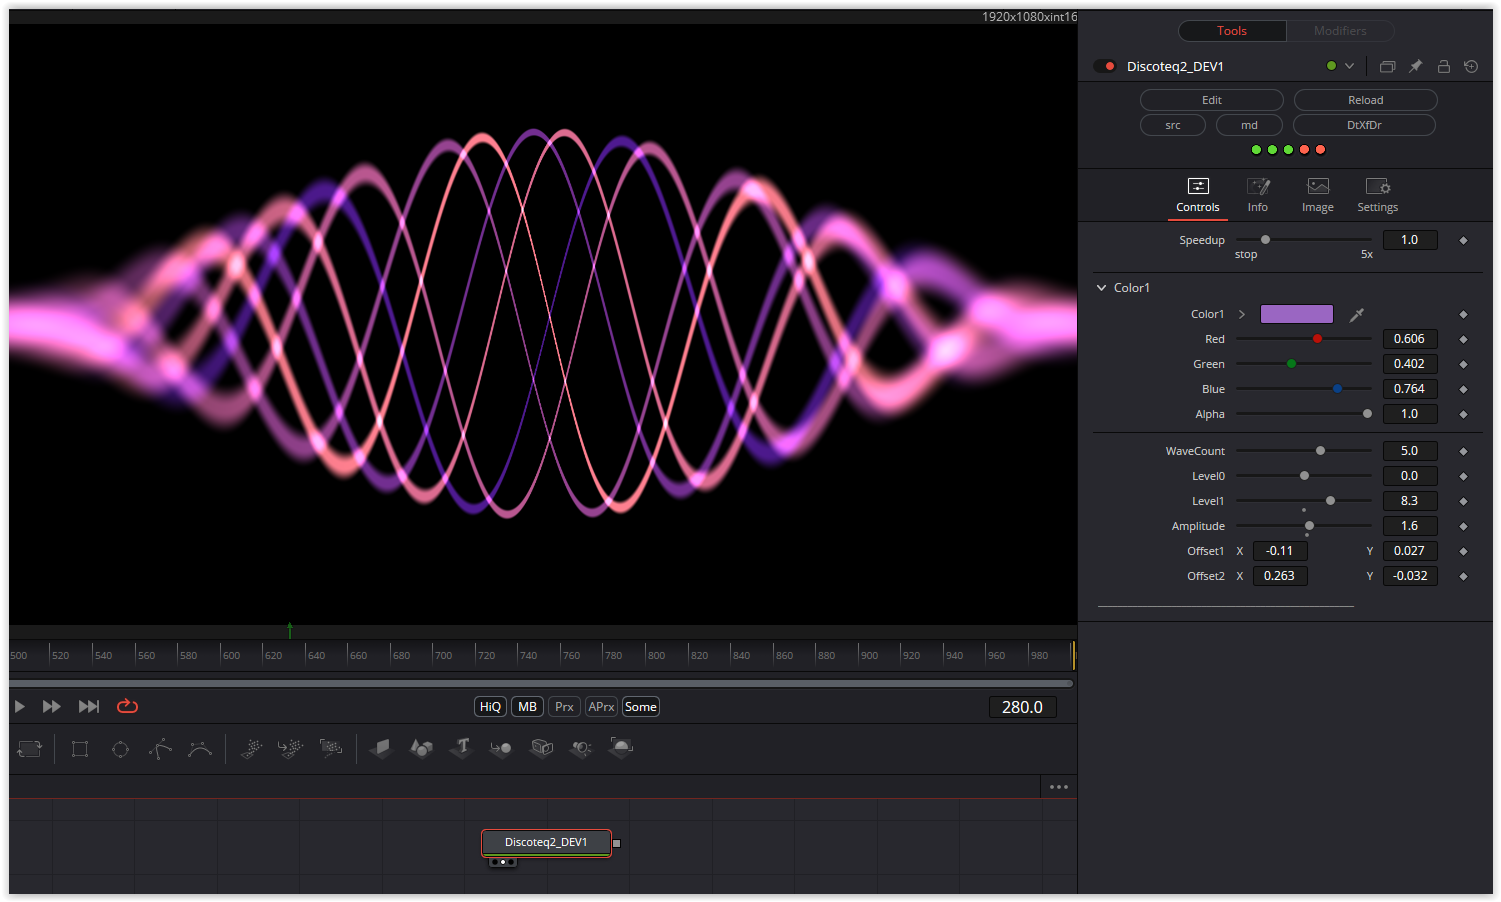 1920x1080xint16
Tools Modifiers
Discoteq2_DEV1
Edit Reload
src md DtXfDr
Controls Info Image Settings
Speedup 1.0
stop 5x
Color1
Color1
Red 0.606
Green 0.402
Blue 0.764
Alpha 1.0
WaveCount 5.0
Level0 0.0
Level1 8.3
Amplitude 1.6
Offset1 X -0.11 Y 0.027
Offset2 X 0.263 Y -0.032
500 520 540 560 580 600 620 640 660 680 700 720 740 760 780 800 820 840 860 880 900 920 940 960 980
HiQ MB Prx APrx Some 280.0
Discoteq2_DEV1